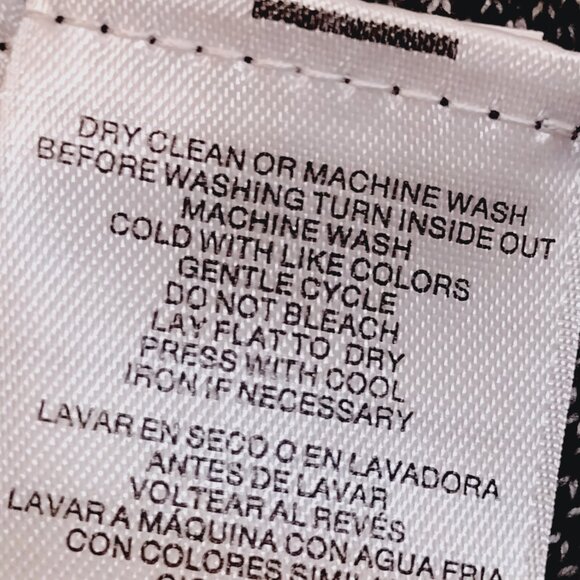 DRY CLEAN OR MACHINE WASH
BEFORE WASHING TURN INSIDE OUT
MACHINE WASH
COLD WITH LIKE COLORS
GENTLE CYCLE
DO NOT BLEACH
LAY FLAT TO DRY
PRESS WITH COOL
IRON IF NECESSARY
LAVAR EN SECO O EN LAVADORA
ANTES DE LAVAR
VOLTEAR AL REVÉS
LAVAR A MÁQUINA CON AGUA FRIA
CON COLORES